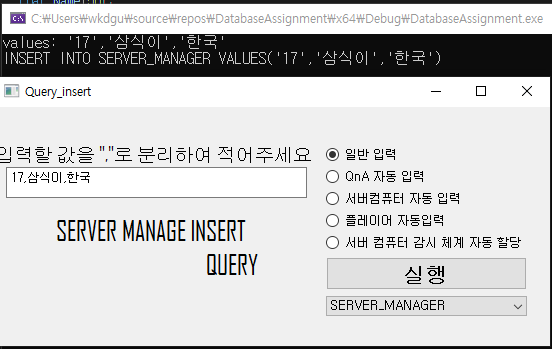 C:₩Users₩wkdgu₩source₩repos₩DatabaseAssignment₩x64₩Debug₩DatabaseAssignment.exe
values: '17','삼식이','한국'
INSERT INTO SERVER_MANAGER VALUES('17','삼식이','한국')
Query_insert
입력할 값을 ","로 분리하여 적어주세요
17,삼식이,한국
일반 입력
QnA 자동 입력
서버컴퓨터 자동 입력
플레이어 자동입력
서버 컴퓨터 감시 체계 자동 할당
SERVER MANAGE INSERT
QUERY
실행
SERVER_MANAGER